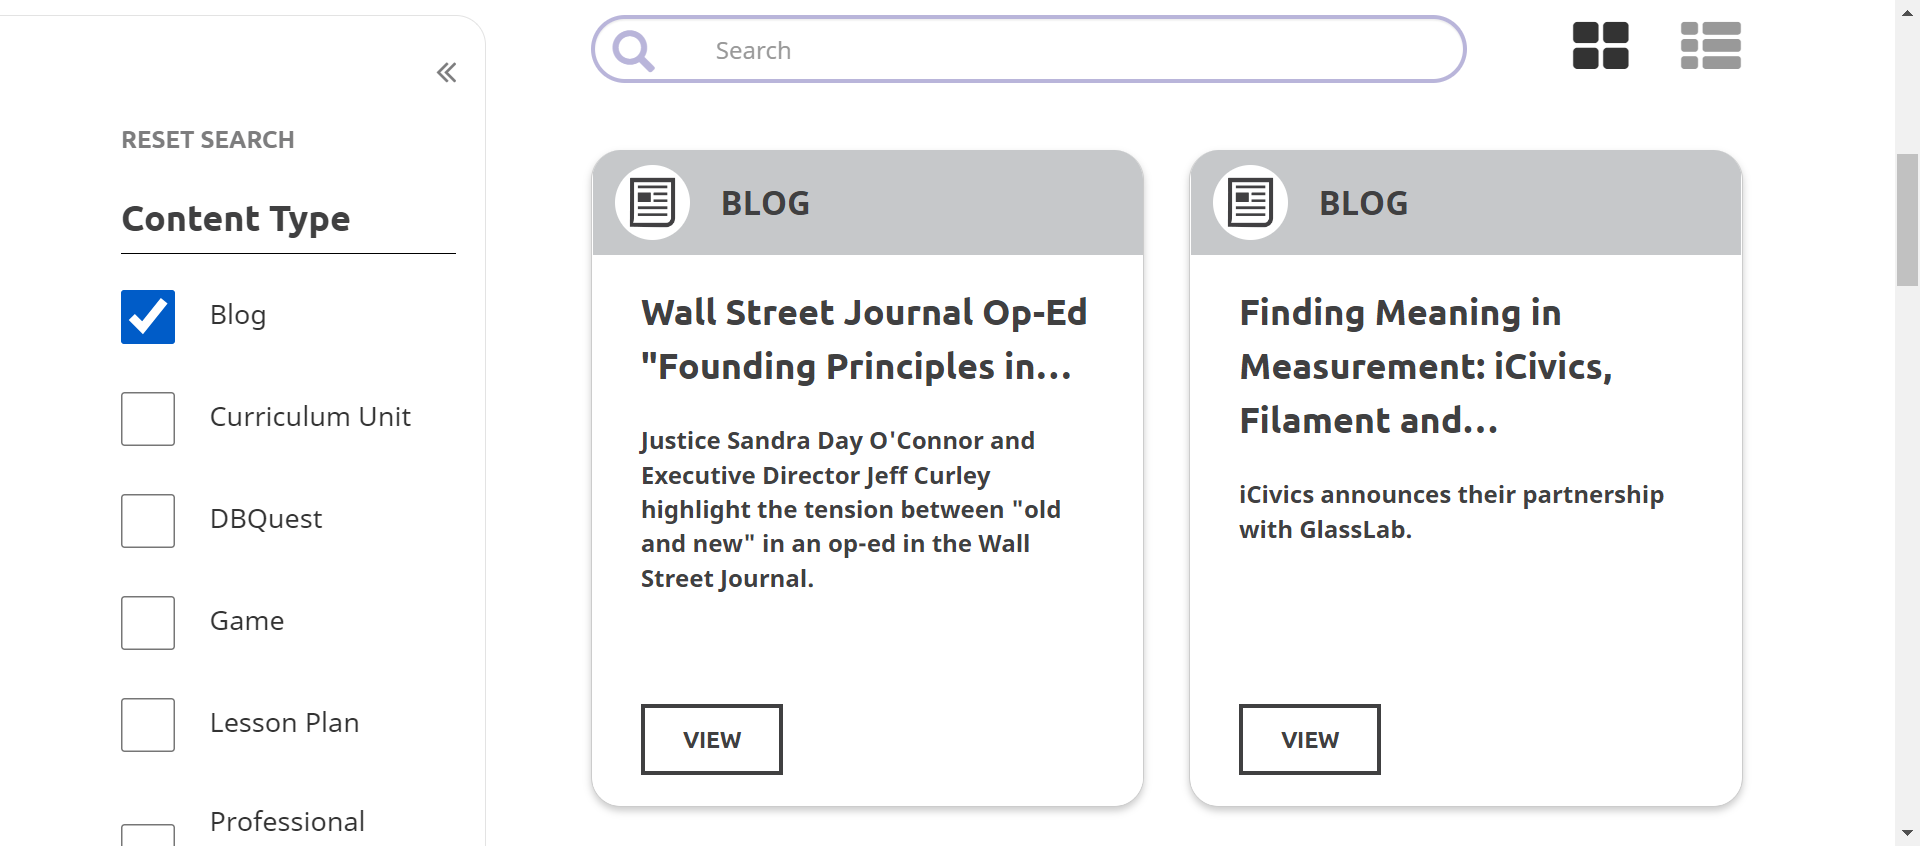 Search
RESET SEARCH
Content Type
Blog
Curriculum Unit
DBQuest
Game
Lesson Plan
Professional
BLOG
Wall Street Journal Op-Ed
"Founding Principles in...
Justice Sandra Day O'Connor and
Executive Director Jeff Curley
highlight the tension between "old
and new" in an op-ed in the Wall
Street Journal.
VIEW
BLOG
Finding Meaning in
Measurement: iCivics,
Filament and...
iCivics announces their partnership
with GlassLab.
VIEW